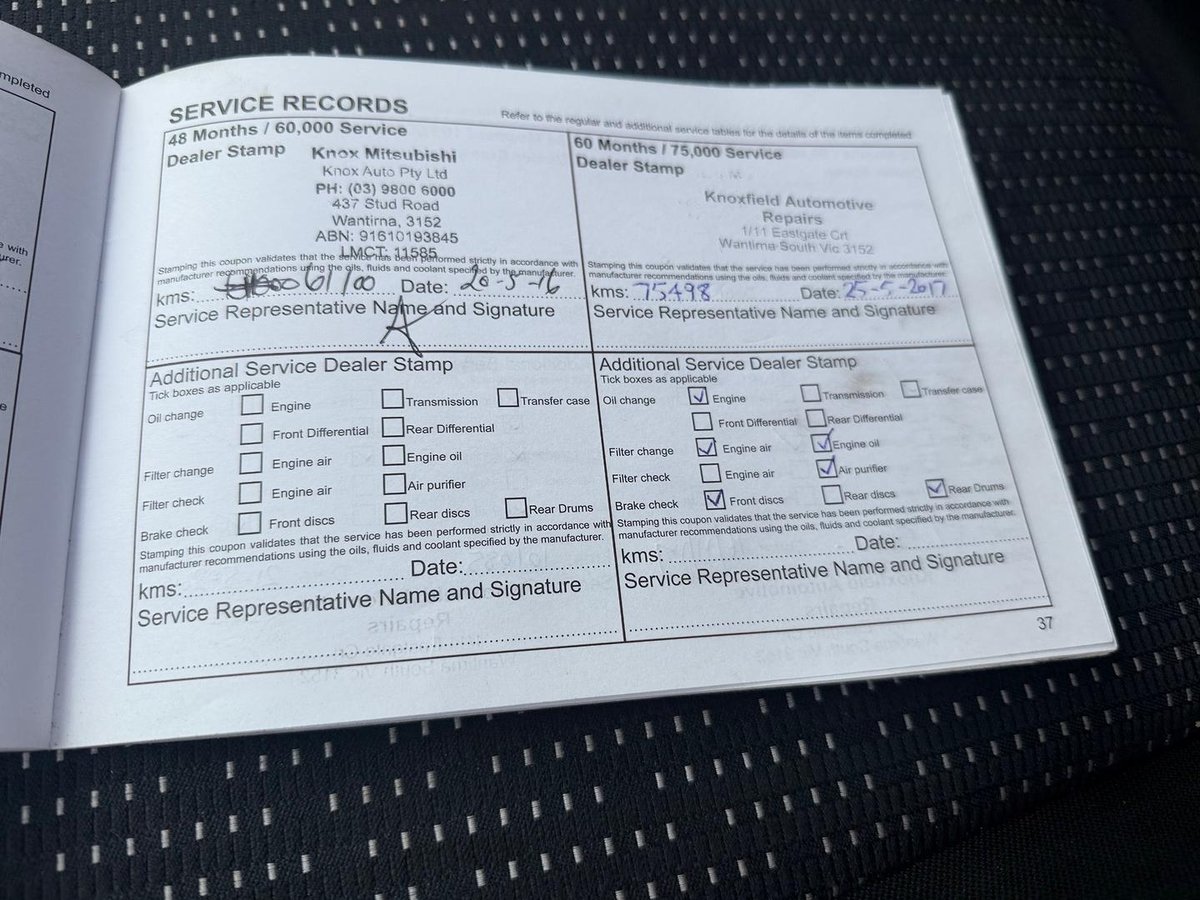 mpleted
e with
urer.
e
SERVICE RECORDS
Refer to the regular and additional service tables for the details of the items completed
48 Months / 60,000 Service
Dealer Stamp
Knox Mitsubishi
Knox Auto Pty Ltd
PH: (03) 9800 6000
437 Stud Road
Wantirna, 3152
ABN: 91610193845
LMCT: 11585
Stamping this coupon validates that the service has been performed strictly in accordance with
manufacturer recommendations using the oils, fluids and coolant specified by the manufacturer.
kms: 61100 Date: 20-5-16
Service Representative Name and Signature
Additional Service Dealer Stamp
Tick boxes as applicable
Oil change Engine Transmission Transfer case
Front Differential Rear Differential
Filter change Engine air Engine oil
Filter check Engine air Air purifier
Brake check Front discs Rear discs Rear Drums
Stamping this coupon validates that the service has been performed strictly in accordance with
manufacturer recommendations using the oils, fluids and coolant specified by the manufacturer.
kms: Date:
Service Representative Name and Signature
60 Months / 75,000 Service
Dealer Stamp
Knoxfield Automotive
Repairs
1/11 Eastgate Crt
Wantirna South Vic 3152
Stamping this coupon validates that the service has been performed strictly in accordance with
manufacturer recommendations using the oils, fluids and coolant specified by the manufacturer.
kms: 75498 Date: 25-5-2017
Service Representative Name and Signature
Additional Service Dealer Stamp
Tick boxes as applicable
Oil change Engine Transmission Transfer case
Front Differential Rear Differential
Filter change Engine air Engine oil
Filter check Engine air Air purifier
Brake check Front discs Rear discs Rear Drums
Stamping this coupon validates that the service has been performed strictly in accordance with
manufacturer recommendations using the oils, fluids and coolant specified by the manufacturer.
kms: Date:
Service Representative Name and Signature
37